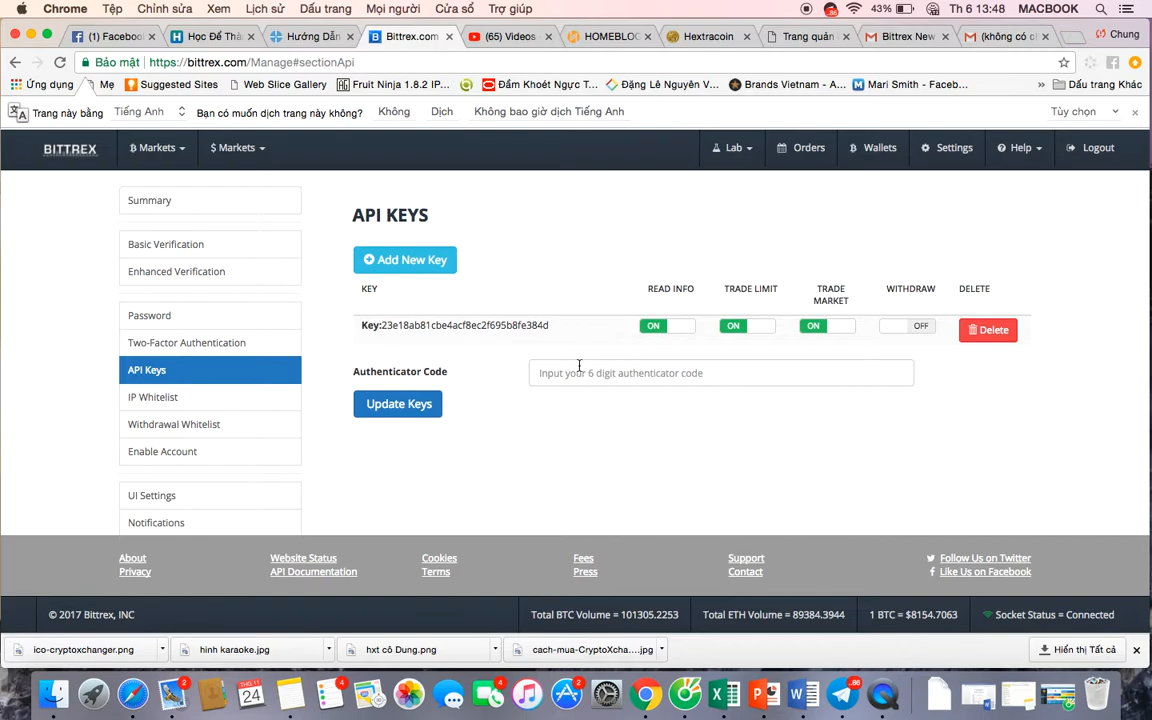 Chrome Tệp Chỉnh sửa Xem Lịch sử Dấu trang Mọi người Cửa sổ Trợ giúp 86 43% Th 6 13:48 MACBOOK
(1) Facebook Học Để Thà Hướng Dẫn Bittrex.com (65) Videos - HOMEBLOG Hextracoin Trang quản Bittrex New (không có c Chung
Bảo mật https://bittrex.com/Manage#sectionApi
Ứng dụng Mẹ Suggested Sites Web Slice Gallery Fruit Ninja 1.8.2 IP... Đấm Khoét Ngực T... Đặng Lê Nguyên V... Brands Vietnam - A... Mari Smith - Faceb... » Dấu trang Khác
Trang này bằng Tiếng Anh Bạn có muốn dịch trang này không? Không Dịch Không bao giờ dịch Tiếng Anh Tùy chọn
BITTREX B Markets $ Markets Lab Orders Wallets Settings Help Logout
Summary
API KEYS
Basic Verification
Add New Key
Enhanced Verification
KEY READ INFO TRADE LIMIT TRADE MARKET WITHDRAW DELETE
Password
Key:23e18ab81cbe4acf8ec2f695b8fe384d ON ON ON OFF Delete
Two-Factor Authentication
API Keys
Authenticator Code Input your 6 digit authenticator code
IP Whitelist
Update Keys
Withdrawal Whitelist
Enable Account
UI Settings
Notifications
About Website Status Cookies Fees Support Follow Us on Twitter
Privacy API Documentation Terms Press Contact Like Us on Facebook
© 2017 Bittrex, INC Total BTC Volume = 101305.2253 Total ETH Volume = 89384.3944 1 BTC = $8154.7063 Socket Status = Connected
ico-cryptoxchanger.png hinh karaoke.jpg hxt cô Dung.png cach-mua-CryptoXcha....jpg Hiển thị Tất cả
2 THG 11 24 4 4 2 86